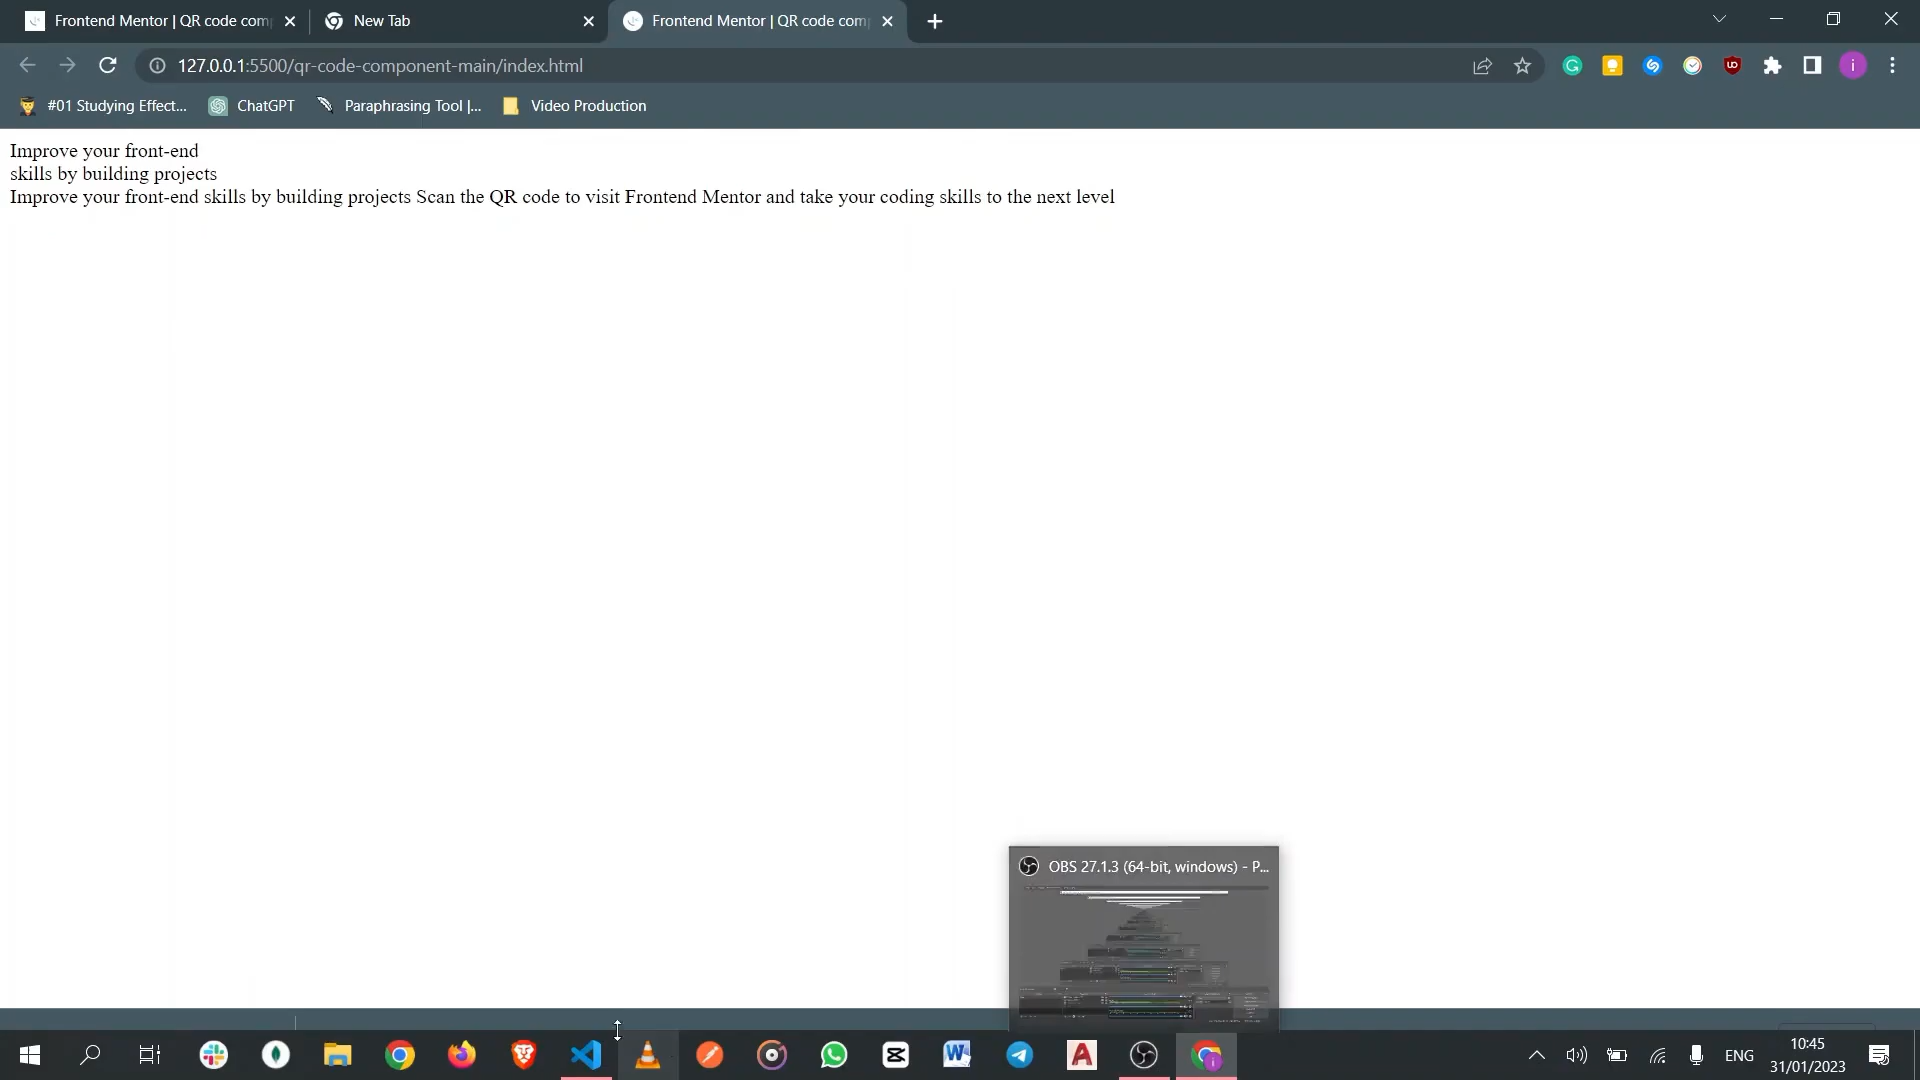 Frontend Mentor | QR code com
New Tab
Frontend Mentor | QR code com
127.0.0.1:5500/qr-code-component-main/index.html
#01 Studying Effect...
ChatGPT
Paraphrasing Tool |...
Video Production
Improve your front-end
skills by building projects
Improve your front-end skills by building projects Scan the QR code to visit Frontend Mentor and take your coding skills to the next level
OBS 27.1.3 (64-bit, windows) - P...
ENG
10:45
31/01/2023